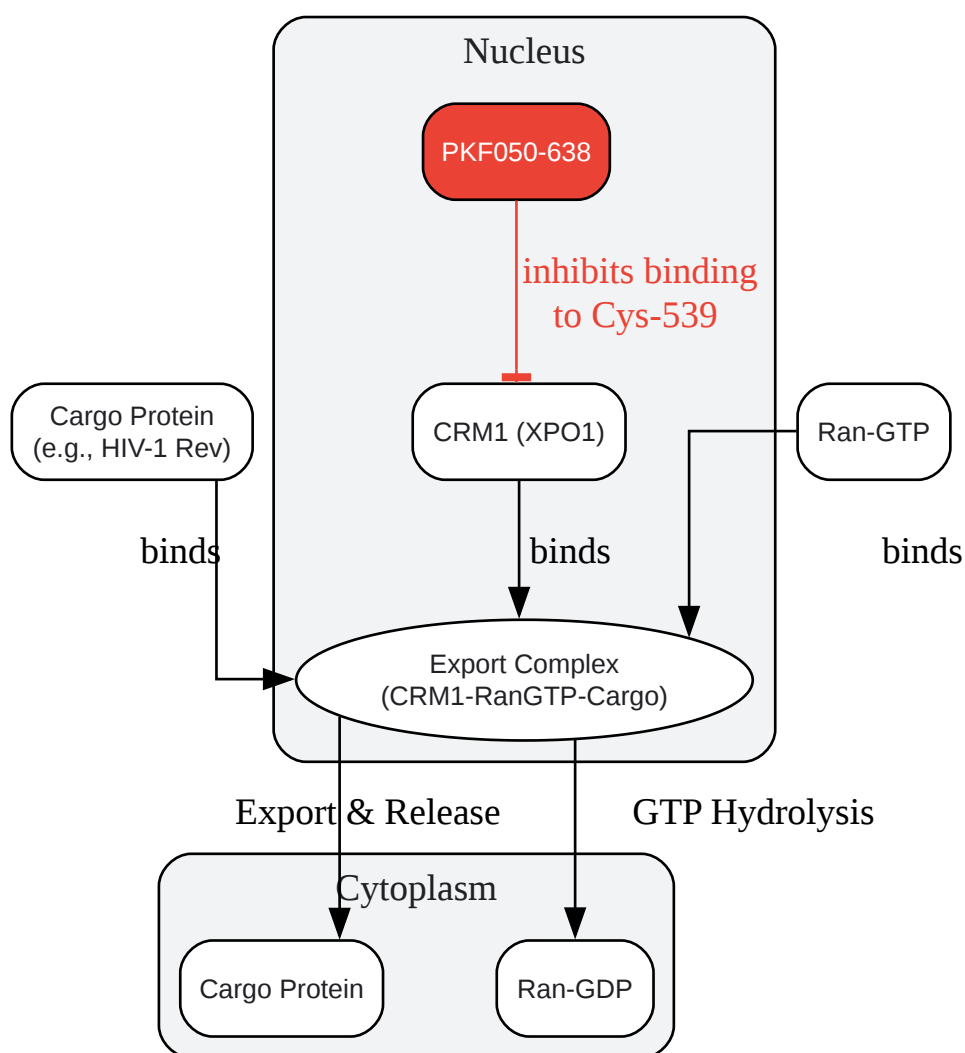 Nucleus
PKF050-638
inhibits binding
to Cys-539
Cargo Protein
(e.g., HIV-1 Rev)
CRM1 (XPO1)
Ran-GTP
binds
binds
binds
Export Complex
(CRM1-RanGTP-Cargo)
Export & Release
GTP Hydrolysis
Cytoplasm
Cargo Protein
Ran-GDP